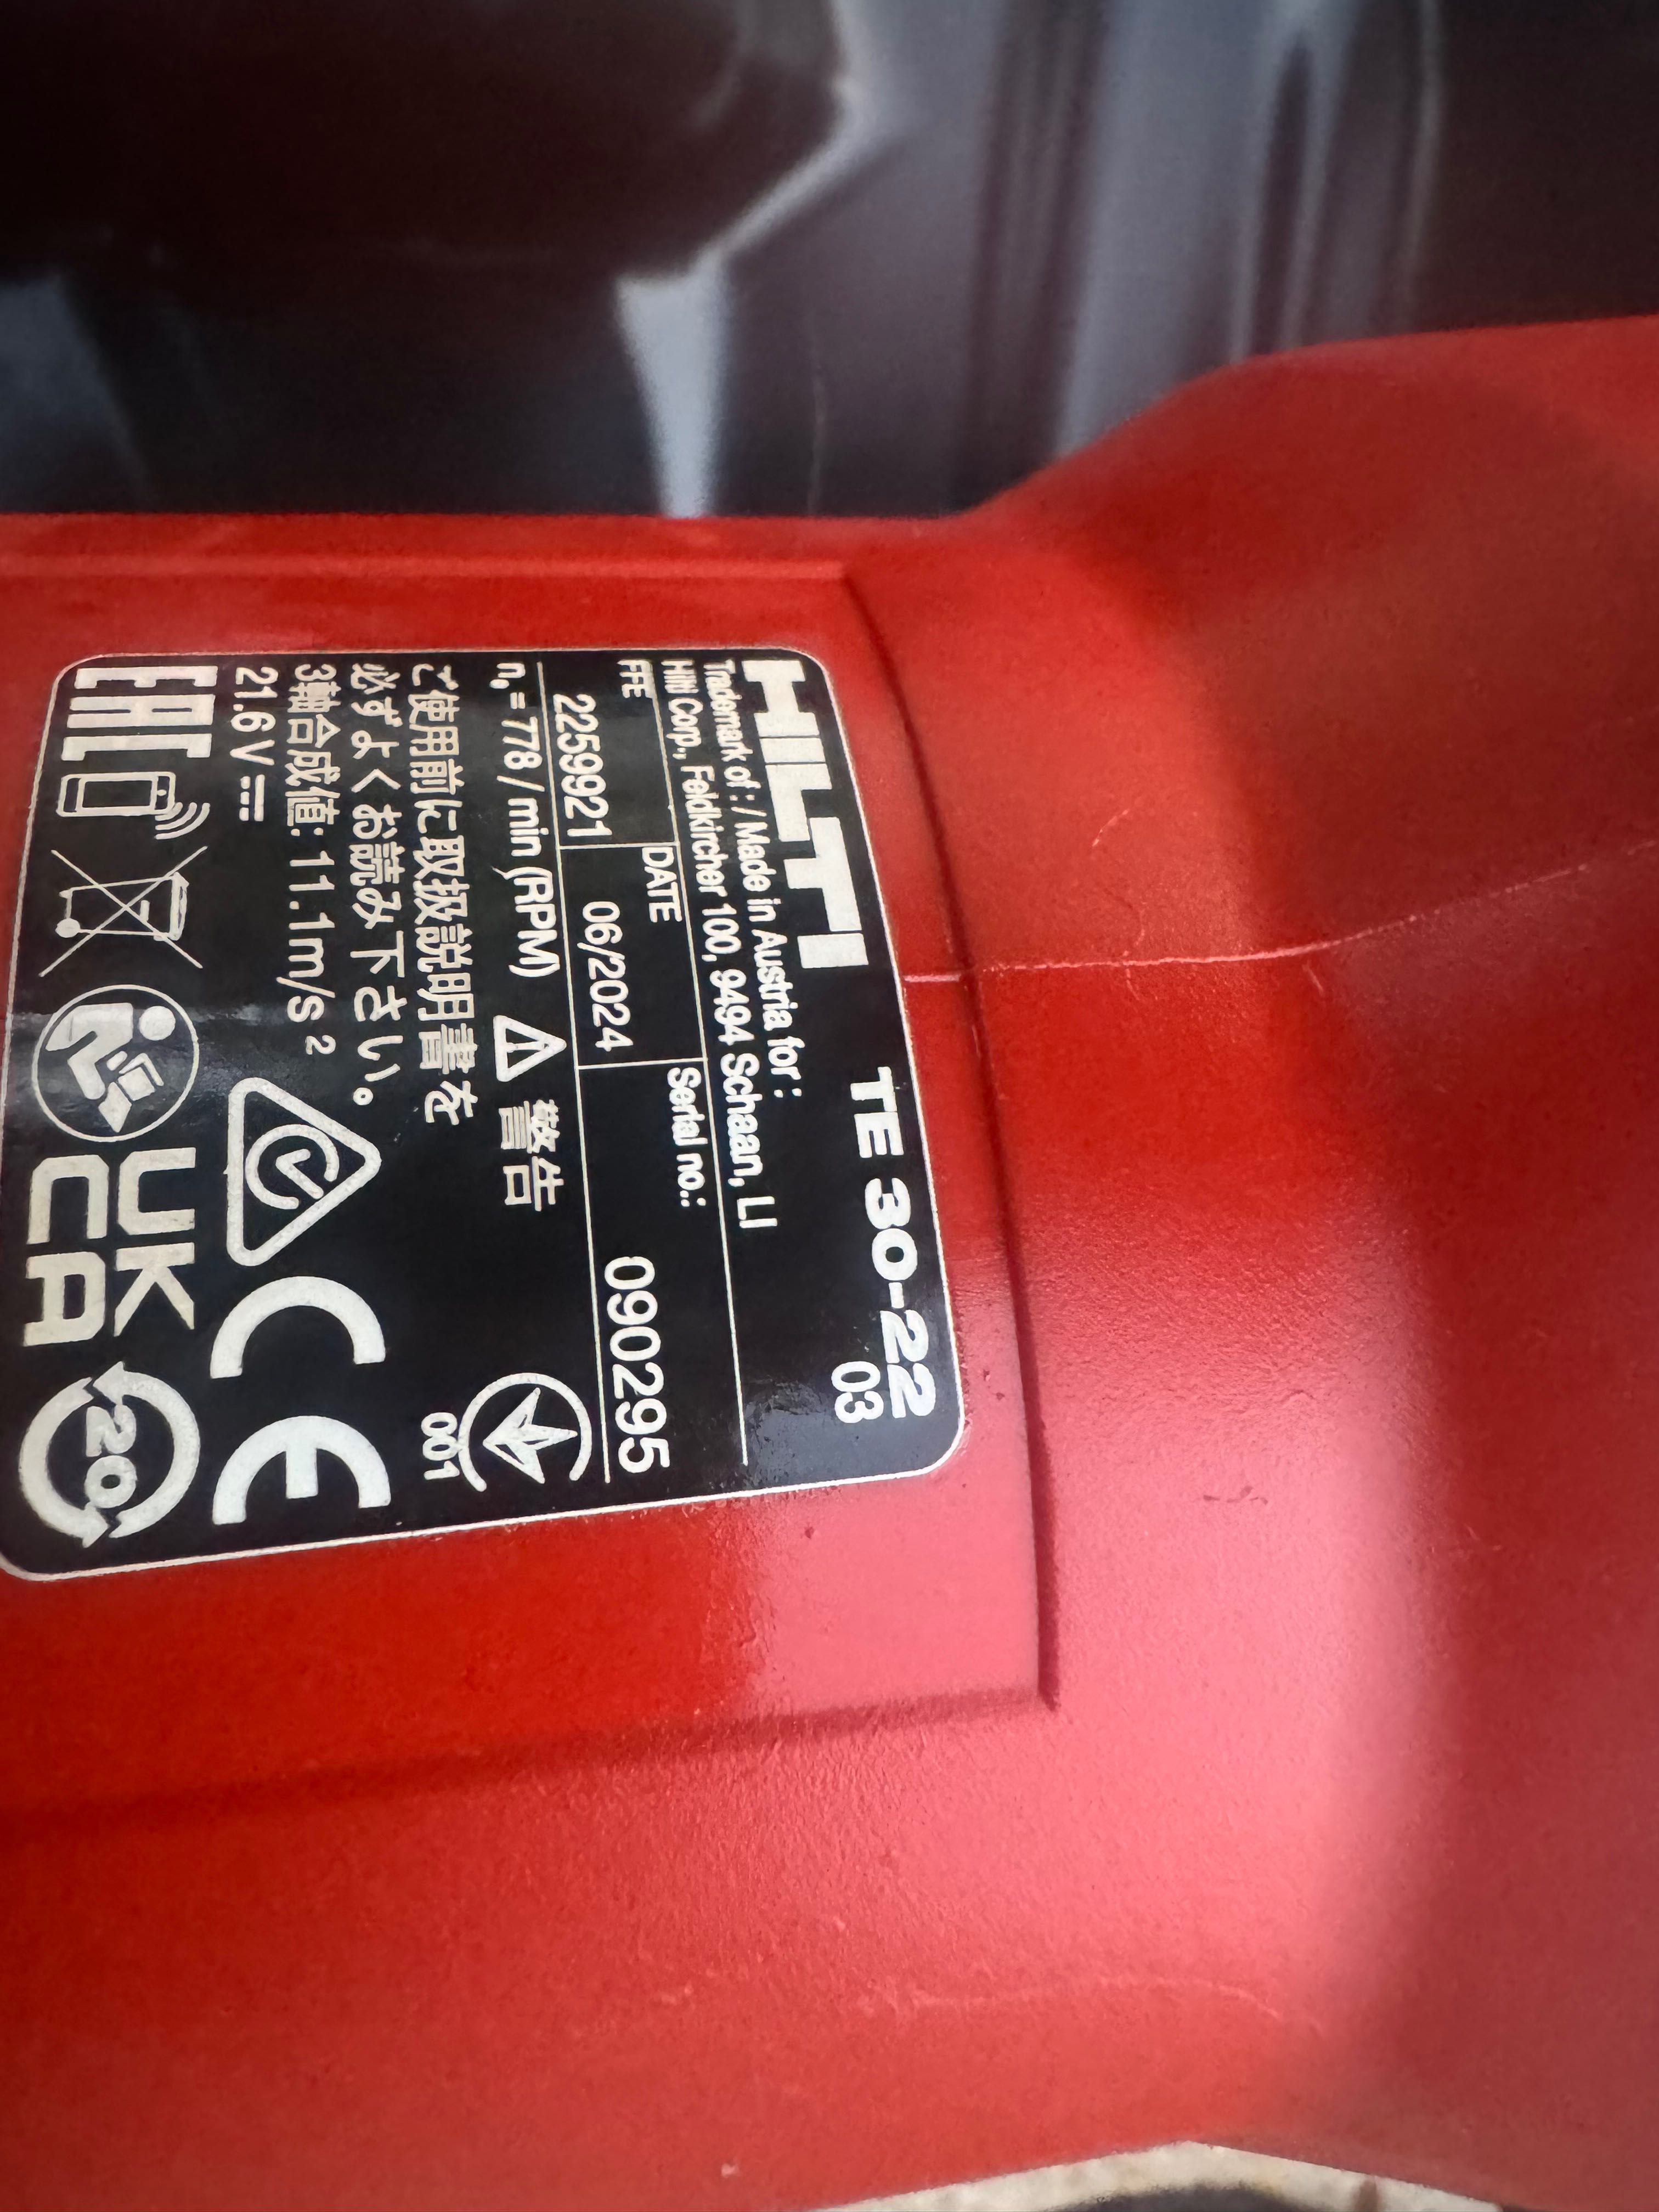 HILTI TE 30-22
03
Trademark of : / Made in Austria for :
Hilti Corp., Feldkircher 100, 9494 Schaan, LI
FFE DATE Serial no.:
2259921 06/2024 090295
n₀ = 778 / min (RPM) 警告
001
ご使用前に取扱説明書を
必ずよくお読み下さい。
3軸合成値: 11.1m/s²
21.6 V
EAC
UK
CA
CE
20